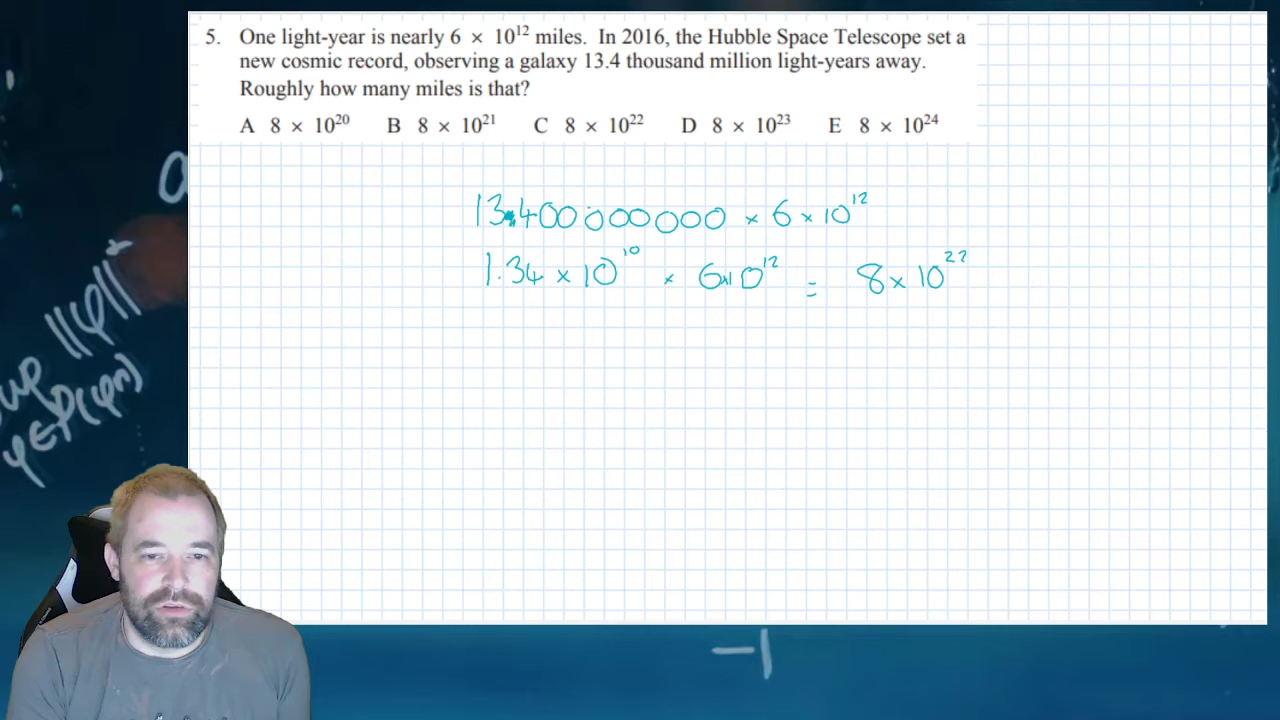 5. One light-year is nearly 6 × 10¹² miles. In 2016, the Hubble Space Telescope set a
new cosmic record, observing a galaxy 13.4 thousand million light-years away.
Roughly how many miles is that?
A 8 × 10²⁰ B 8 × 10²¹ C 8 × 10²² D 8 × 10²³ E 8 × 10²⁴
13400000000 × 6 × 10¹²
1.34 × 10¹⁰ × 6×10¹² = 8 × 10²²
||φ||
φ∈P(φn)
-1